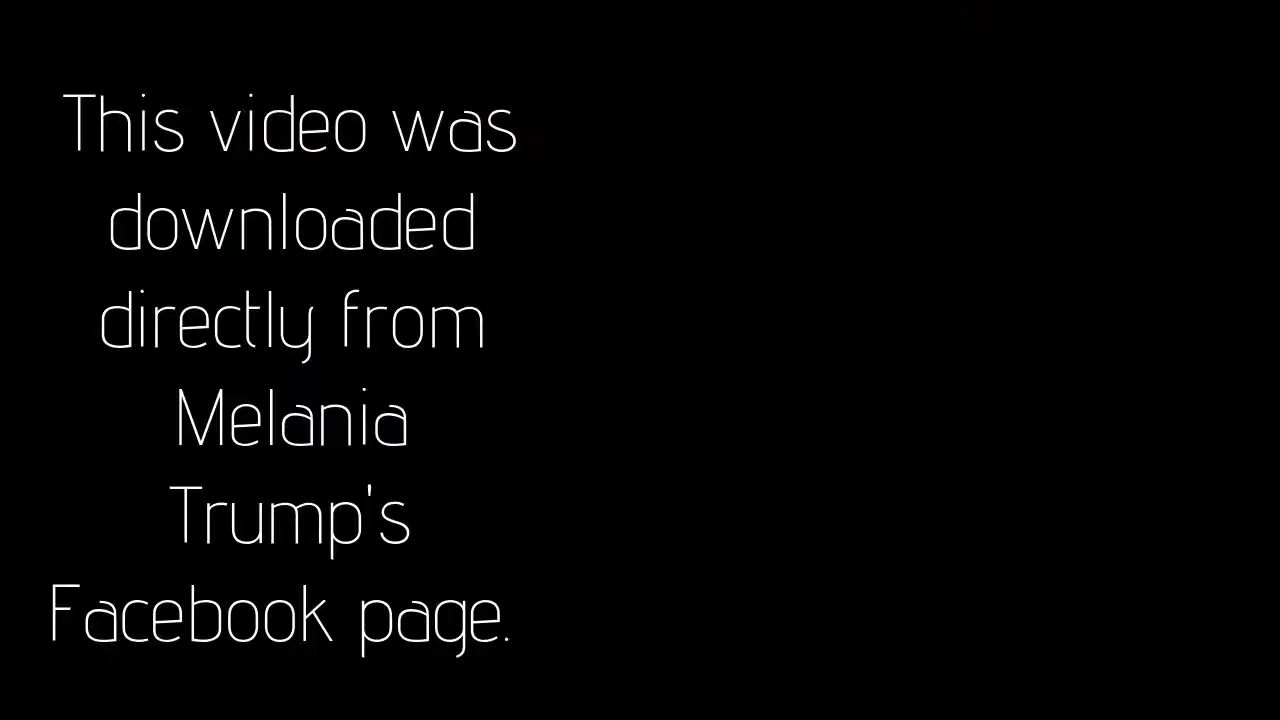 This video was
downloaded
directly from
Melania
Trump's
Facebook page.